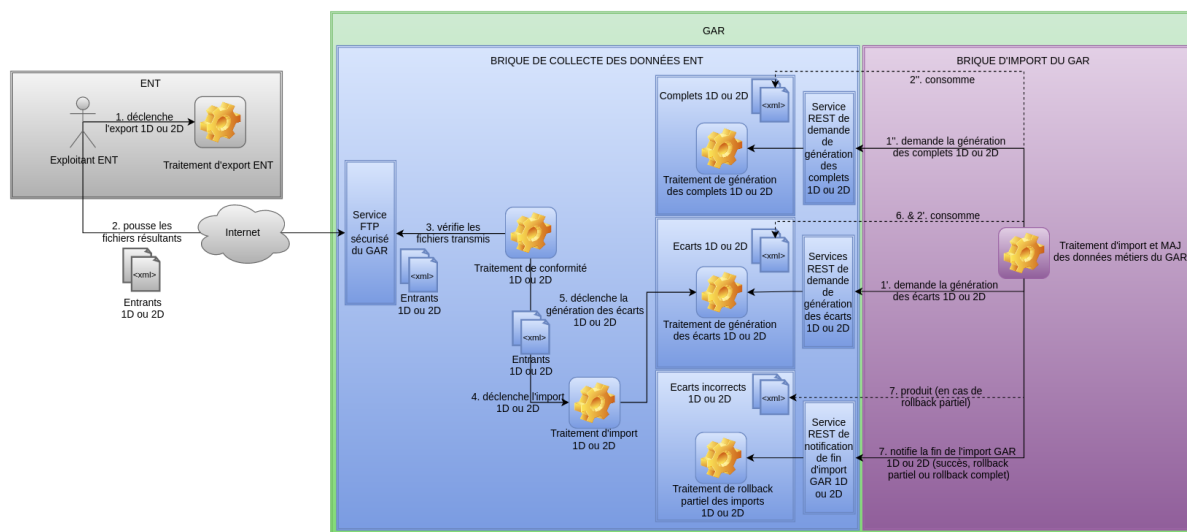 GAR
ENT
1. déclenche
l'export 1D ou 2D
Exploitant ENT
Traitement d'export ENT
2. pousse les
fichiers résultants
<xml>
Entrants
1D ou 2D
Internet
BRIQUE DE COLLECTE DES DONNÉES ENT
Service
FTP
sécurisé
du GAR
3. vérifie les
fichiers transmis
<xml>
Entrants
1D ou 2D
Traitement de conformité
1D ou 2D
<xml>
Entrants
1D ou 2D
4. déclenche l'import
1D ou 2D
Traitement d'import
1D ou 2D
5. déclenche la
génération des écarts
1D ou 2D
Complets 1D ou 2D
<xml>
Traitement de génération
des complets 1D ou 2D
Service
REST de
demande
de
génération
des
complets
1D ou 2D
Ecarts 1D ou 2D
<xml>
Traitement de génération
des écarts 1D ou 2D
Services
REST de
demande
de
génération
des écarts
1D ou 2D
Ecarts incorrects
1D ou 2D
<xml>
Traitement de rollback
partiel des imports
1D ou 2D
Service
REST de
notification
de fin
d'import
GAR 1D
ou 2D
BRIQUE D'IMPORT DU GAR
2''. consomme
1''. demande la génération
des complets 1D ou 2D
6. & 2'. consomme
Traitement d'import et MAJ
des données métiers du GAR
1'. demande la génération
des écarts 1D ou 2D
7. produit (en cas de
rollback partiel)
7. notifie la fin de l'import GAR
1D ou 2D (succès, rollback
partiel ou rollback complet)